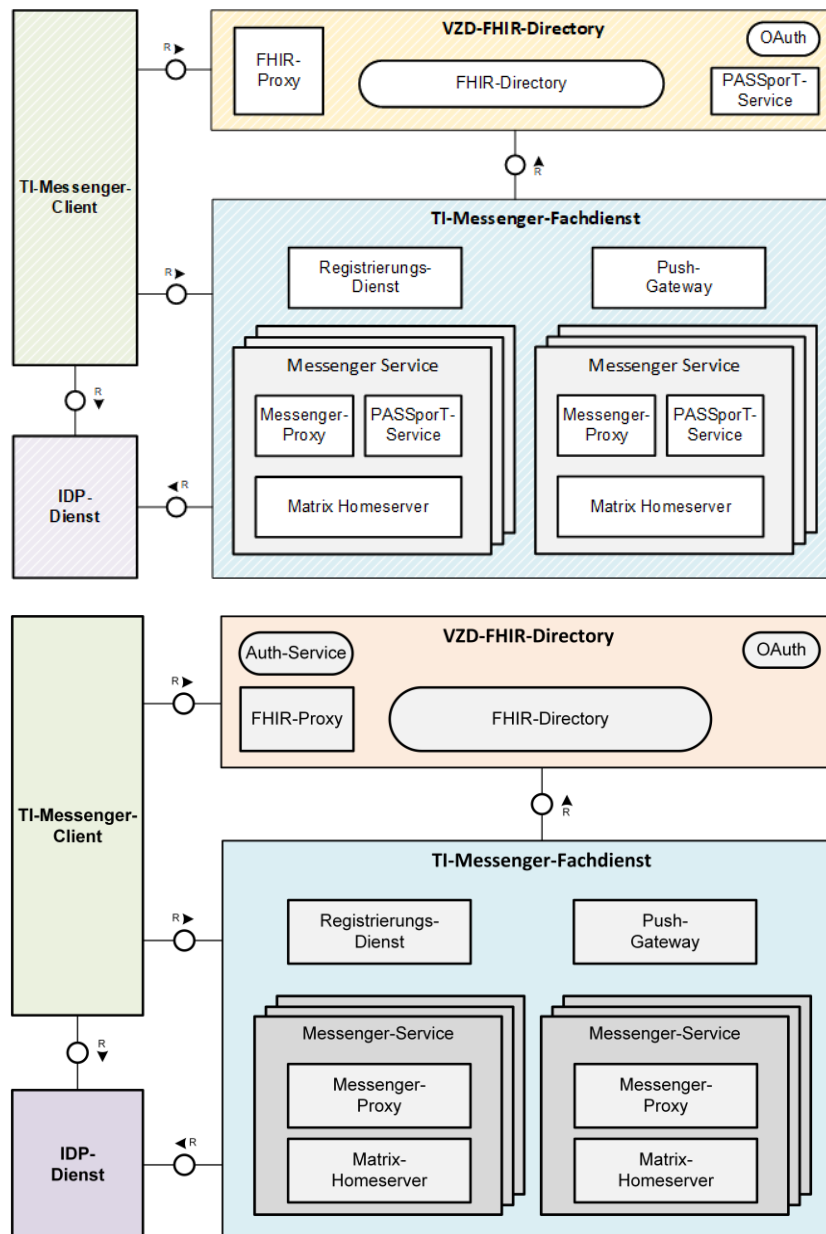 VZD-FHIR-Directory
R
FHIR-
Proxy
FHIR-Directory
OAuth
PASSporT-
Service
R
TI-Messenger-
Client
TI-Messenger-Fachdienst
R
Registrierungs-
Dienst
Push-
Gateway
Messenger Service
Messenger-
Proxy
PASSporT-
Service
Matrix Homeserver
Messenger Service
Messenger-
Proxy
PASSporT-
Service
Matrix Homeserver
R
IDP-
Dienst
R
VZD-FHIR-Directory
Auth-Service
OAuth
R
FHIR-Proxy
FHIR-Directory
R
TI-Messenger-
Client
TI-Messenger-Fachdienst
R
Registrierungs-
Dienst
Push-
Gateway
Messenger-Service
Messenger-
Proxy
Matrix-
Homeserver
Messenger-Service
Messenger-
Proxy
Matrix-
Homeserver
R
IDP-
Dienst
R